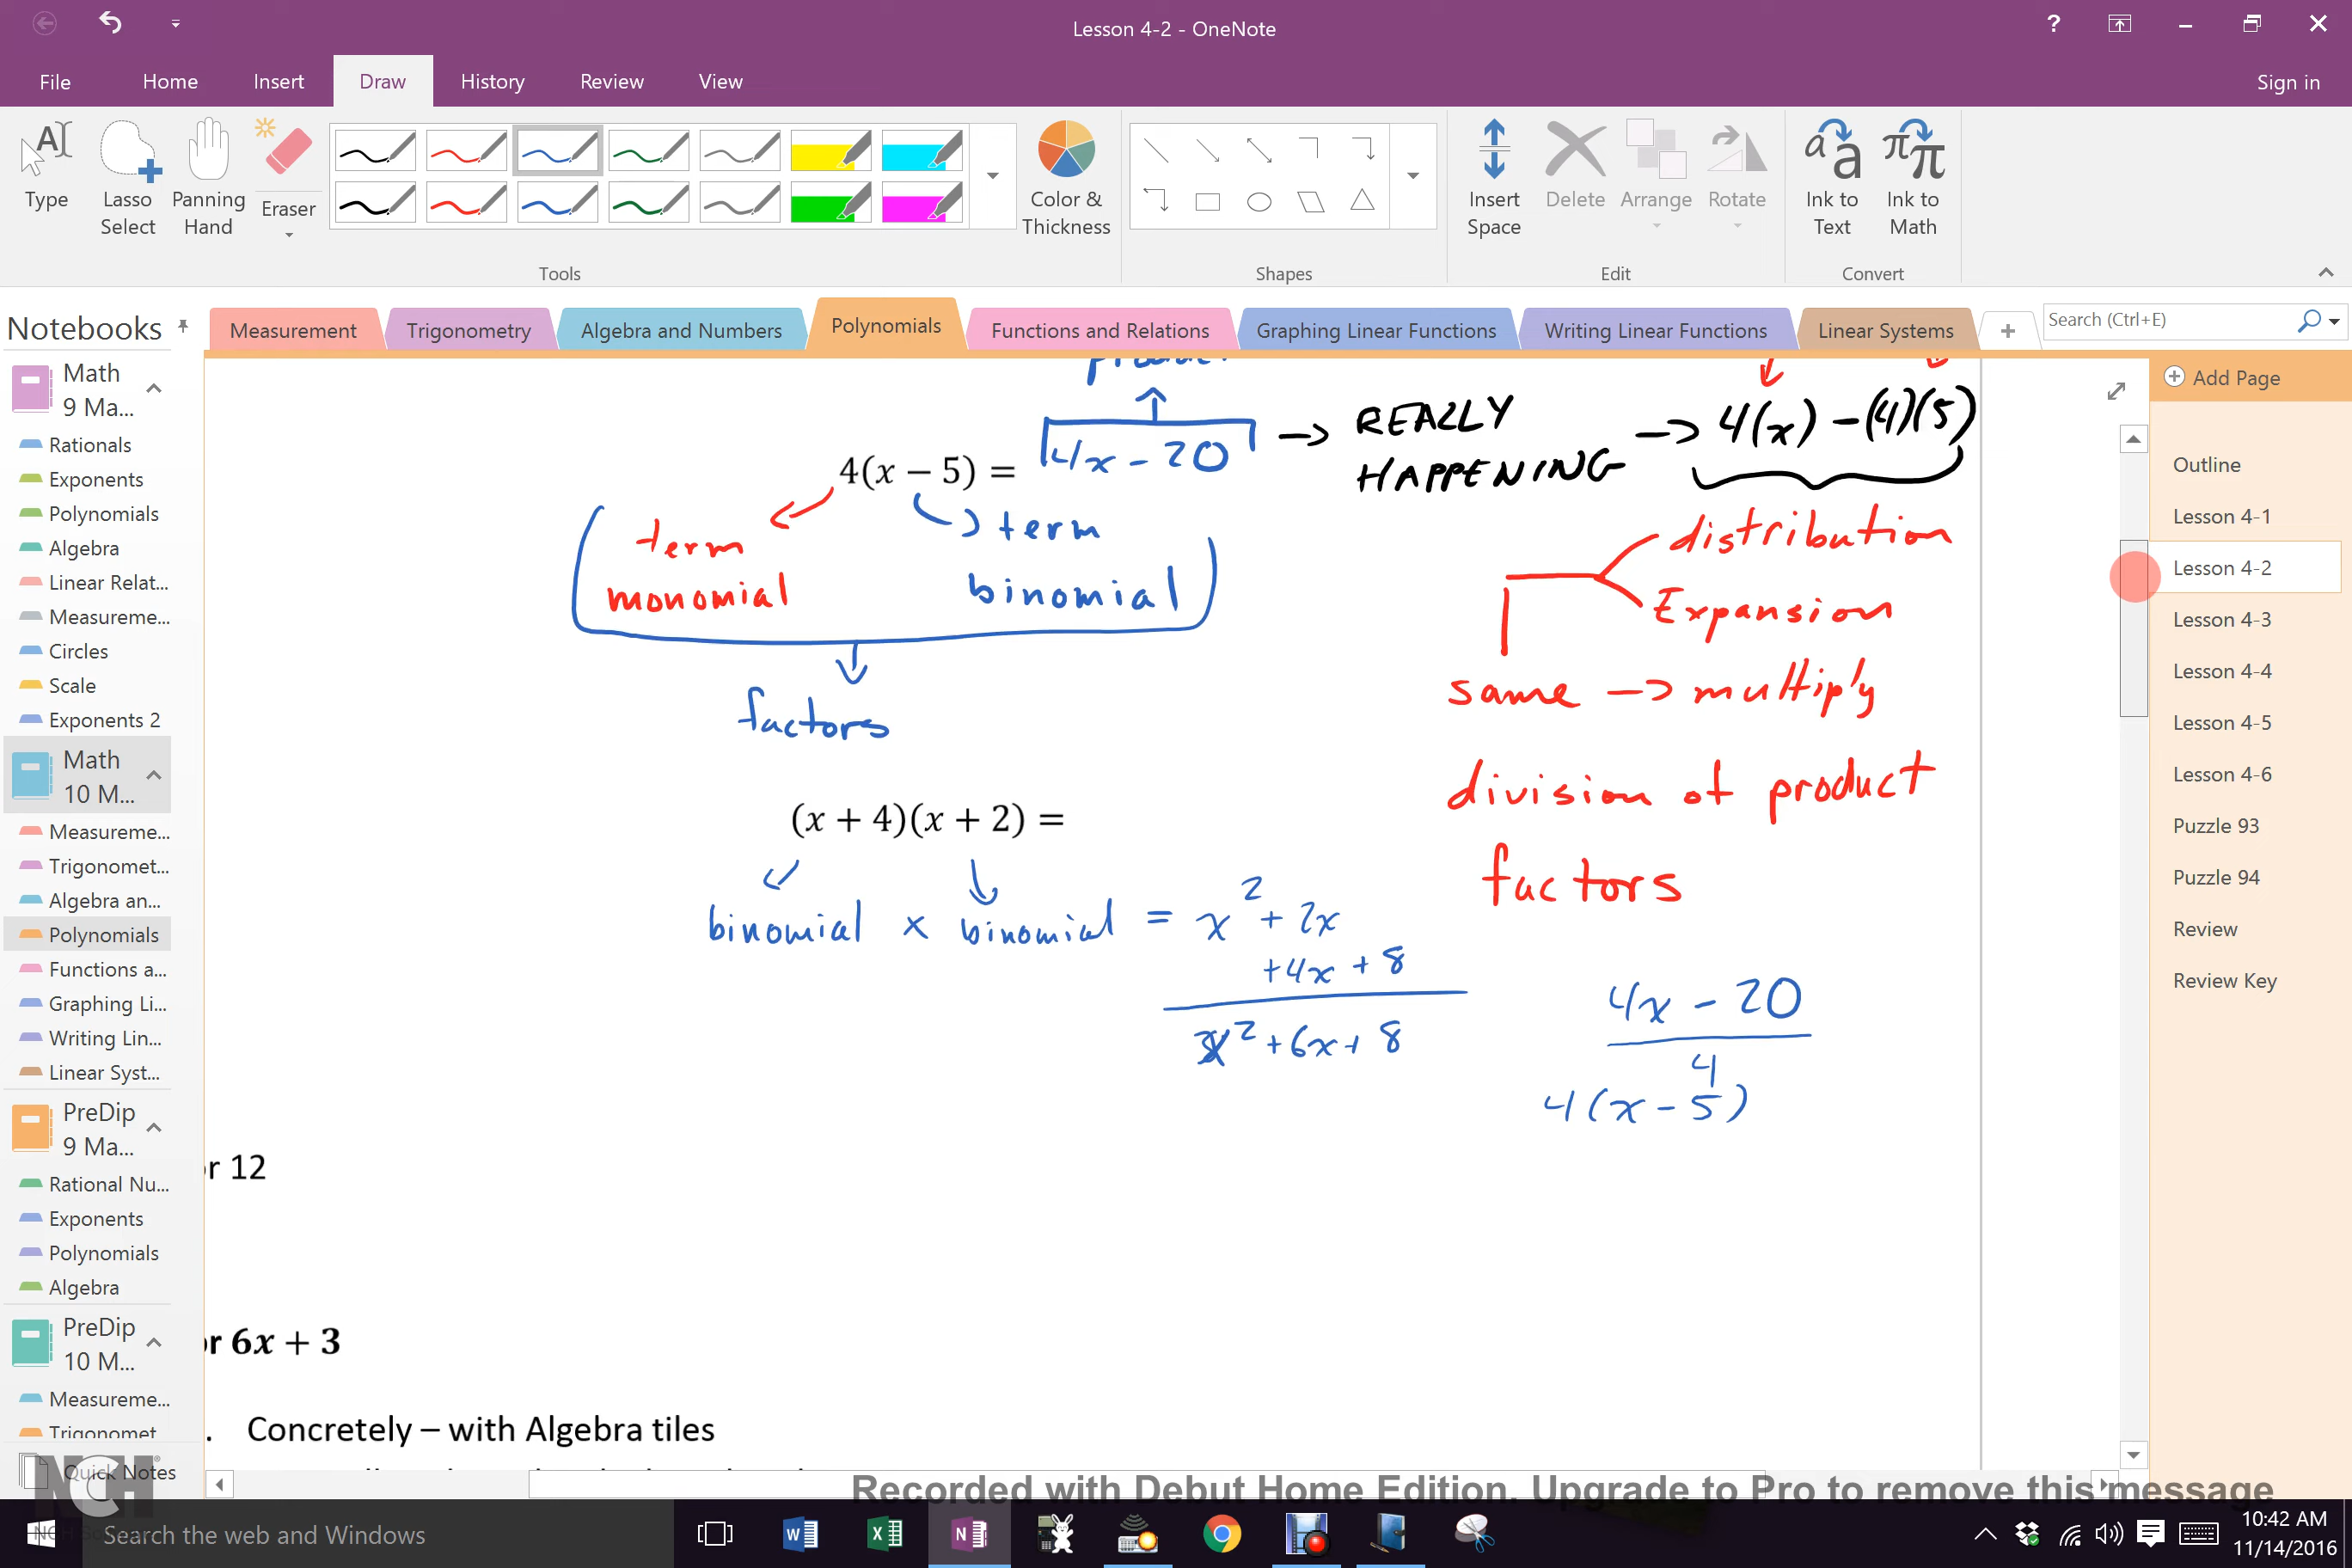 Lesson 4-2 - OneNote
?
File
Home
Insert
Draw
History
Review
View
Sign in
Type
Lasso Select
Panning Hand
Eraser
Color & Thickness
Insert Space
Delete
Arrange
Rotate
Ink to Text
Ink to Math
Tools
Shapes
Edit
Convert
Notebooks
Measurement
Trigonometry
Algebra and Numbers
Polynomials
Functions and Relations
Graphing Linear Functions
Writing Linear Functions
Linear Systems
+
Search (Ctrl+E)
Math
9 Ma...
Rationals
Exponents
Polynomials
Algebra
Linear Relat...
Measureme...
Circles
Scale
Exponents 2
Math
10 M...
Measureme...
Trigonomet...
Algebra an...
Polynomials
Functions a...
Graphing Li...
Writing Lin...
Linear Syst...
PreDip
9 Ma...
Rational Nu...
Exponents
Polynomials
Algebra
PreDip
10 M...
Measureme...
Trigonomet
Quick Notes
4(x − 5) =
4x - 20
→ REALLY
HAPPENING
→ 4(x) - (4)(5)
term
monomial
term
binomial
factors
distribution
Expansion
same → multiply
division of product
factors
(x + 4)(x + 2) =
binomial x binomial = x² + 2x
+4x + 8
x² + 6x + 8
4x - 20
4
4(x - 5)
r 12
or 6x + 3
. Concretely – with Algebra tiles
Add Page
Outline
Lesson 4-1
Lesson 4-2
Lesson 4-3
Lesson 4-4
Lesson 4-5
Lesson 4-6
Puzzle 93
Puzzle 94
Review
Review Key
Recorded with Debut Home Edition. Upgrade to Pro to remove this message
NCH
Search the web and Windows
10:42 AM
11/14/2016